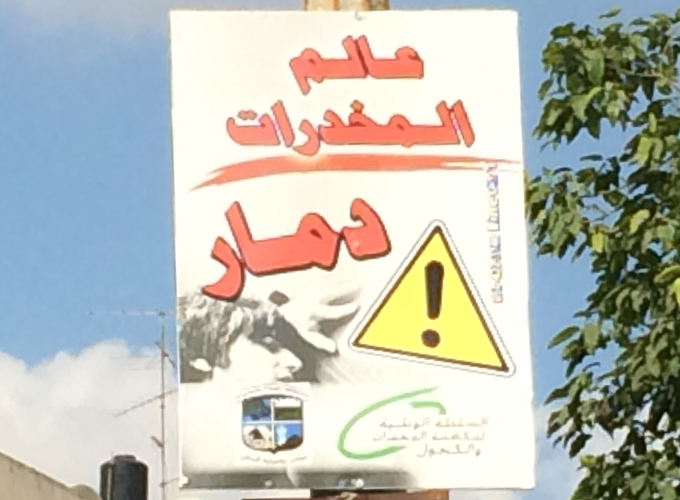 عالم
المخدرات
دمار
!
السلطة الوطنية
لمكافحة المخدرات
والكحول